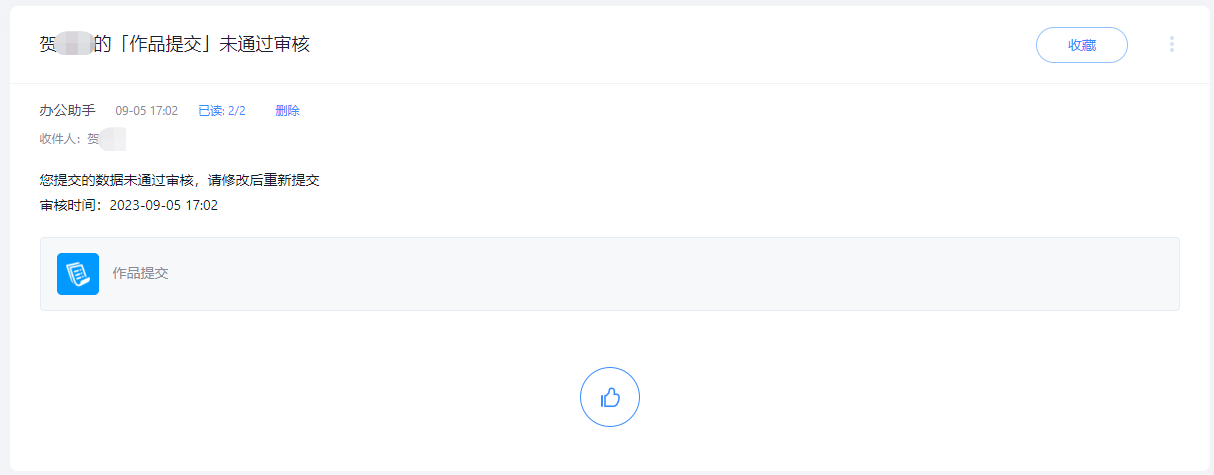 贺的「作品提交」未通过审核
收藏
办公助手 09-05 17:02 已读: 2/2 删除
收件人：贺
您提交的数据未通过审核，请修改后重新提交
审核时间：2023-09-05 17:02
作品提交